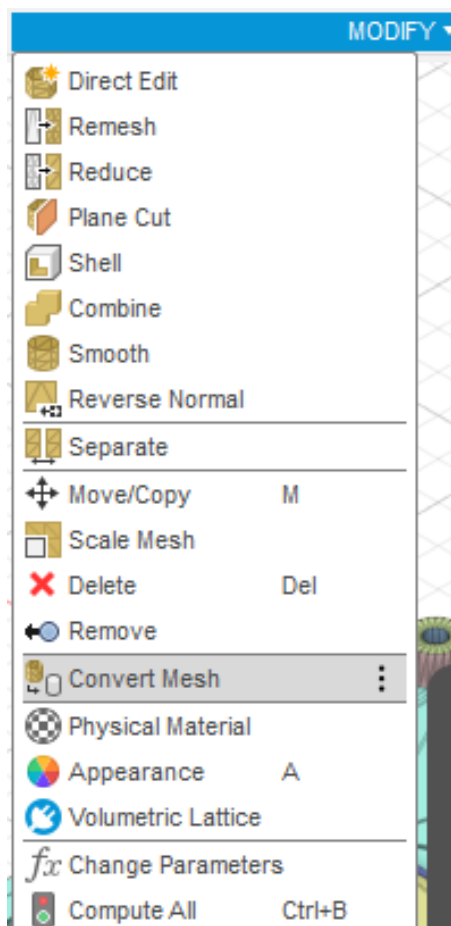 MODIFY
Direct Edit
Remesh
Reduce
Plane Cut
Shell
Combine
Smooth
Reverse Normal
Separate
Move/Copy M
Scale Mesh
Delete Del
Remove
Convert Mesh
Physical Material
Appearance A
Volumetric Lattice
fx Change Parameters
Compute All Ctrl+B